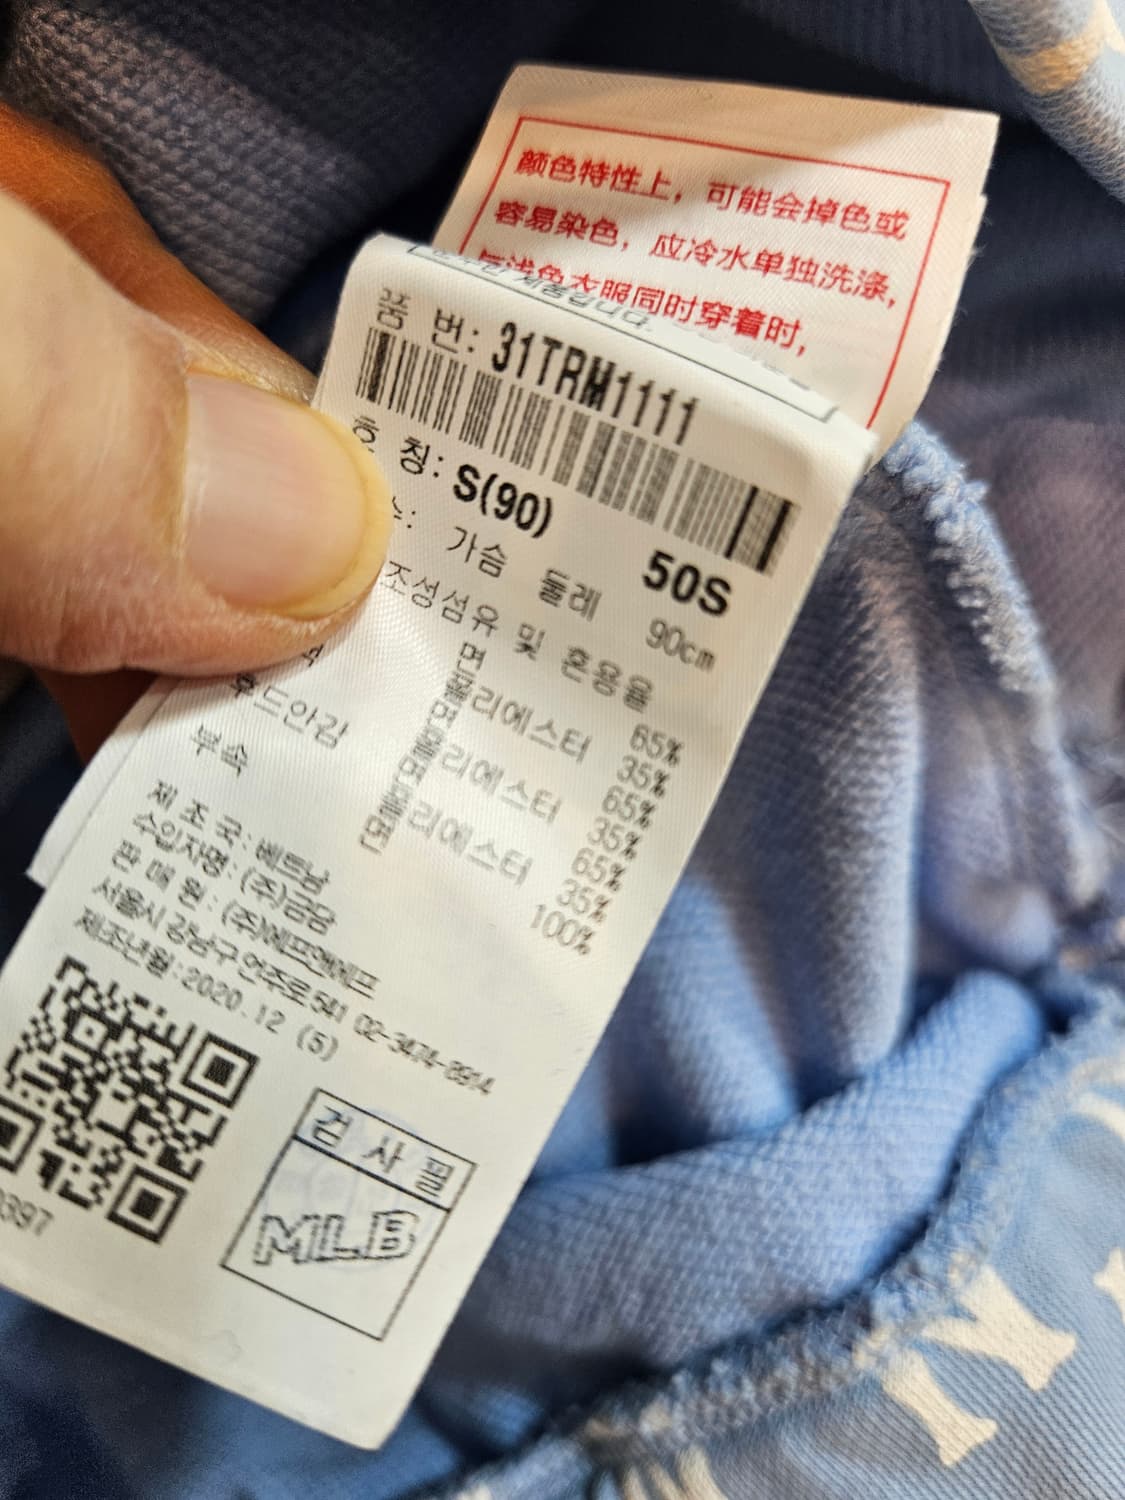 颜色特性上，可能会掉色或
容易染色，应冷水单独洗涤，
与浅色衣服同时穿着时，
품 번: 31TRM1111
호 칭: S(90) 50S
가슴 둘레 90cm
조성섬유 및 혼용율
면 65%
폴리에스터 35%
면 65%
폴리에스터 35%
후드안감 면 65%
폴리에스터 35%
부속 면 100%
제 조 국: 베트남
수입자명: (주)금웅
판 매 원: (주)에프앤에프
서울시 강남구 언주로 541 02-3474-8914
제조년월: 2020.12 (5)
0397
검 사 필
MLB